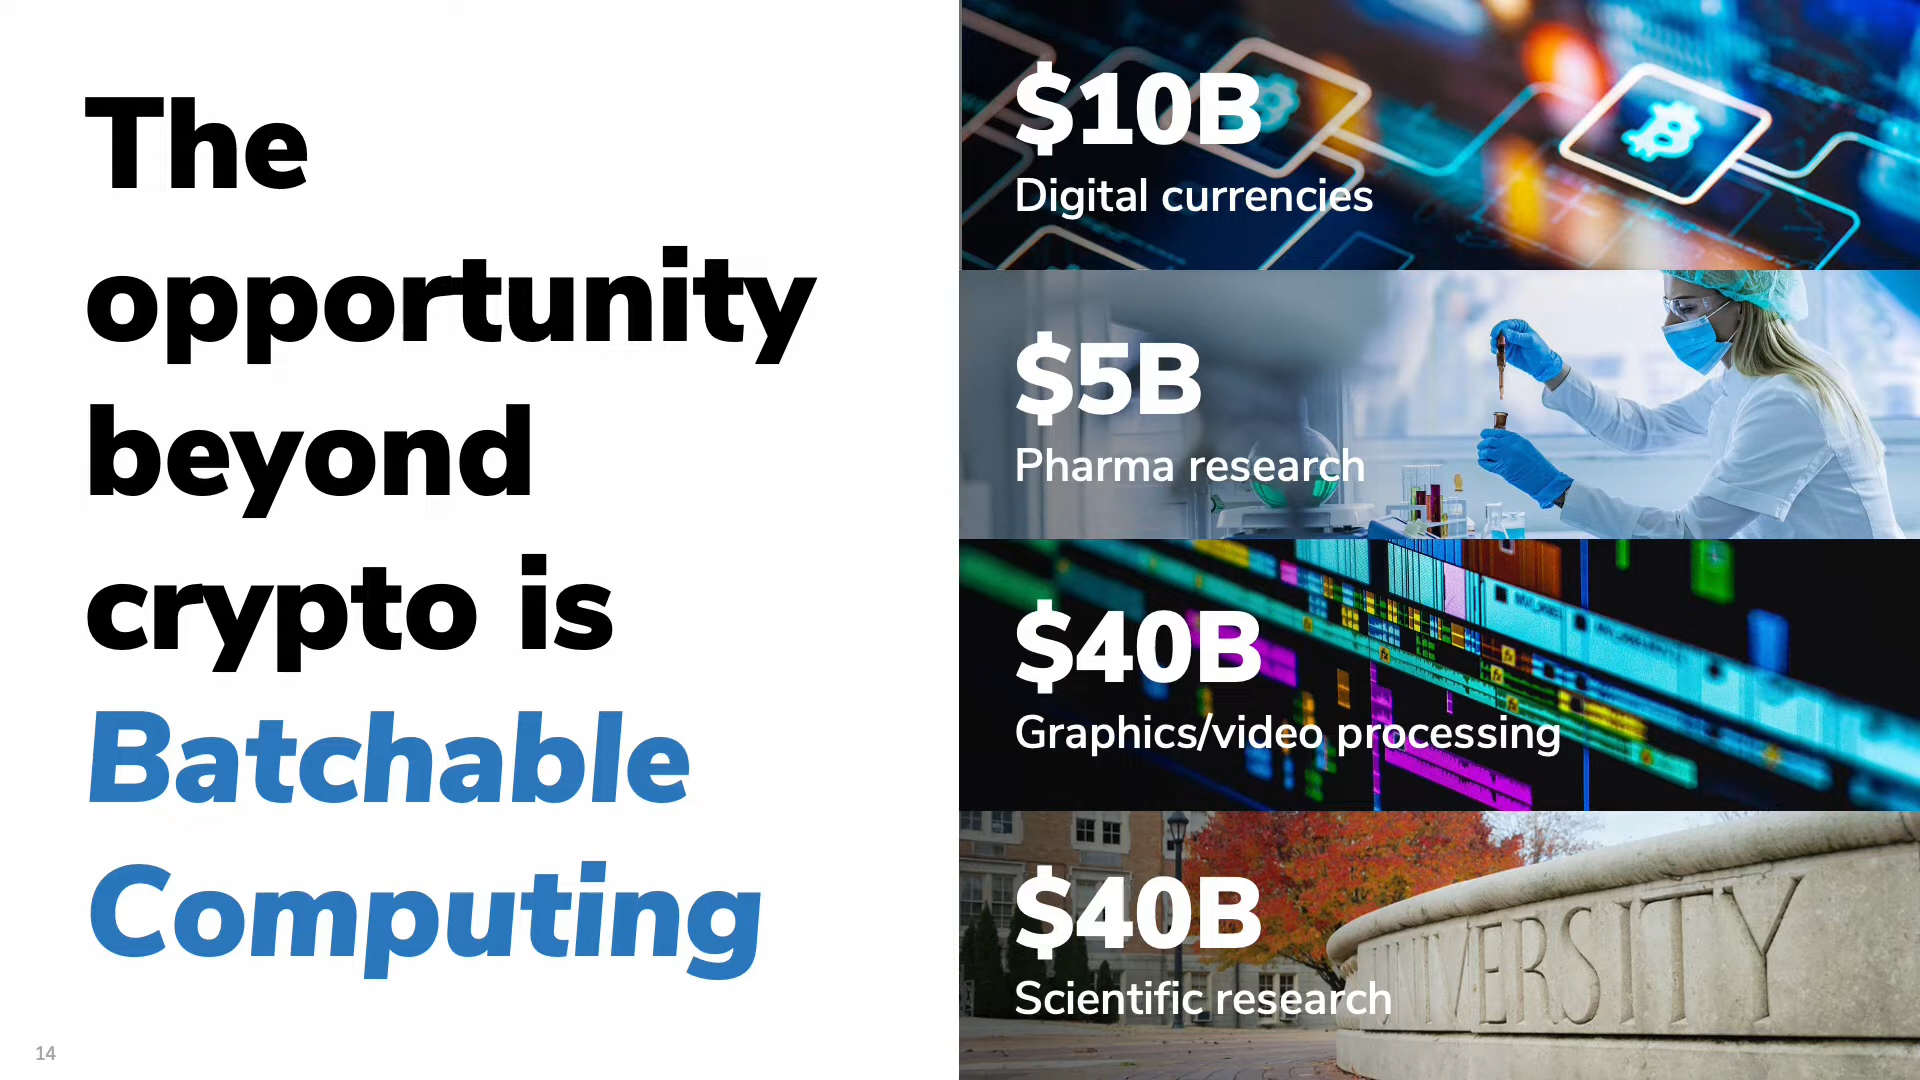 The
opportunity
beyond
crypto is
Batchable
Computing
$10B
Digital currencies
$5B
Pharma research
$40B
Graphics/video processing
$40B
Scientific research
UNIVERSITY
14